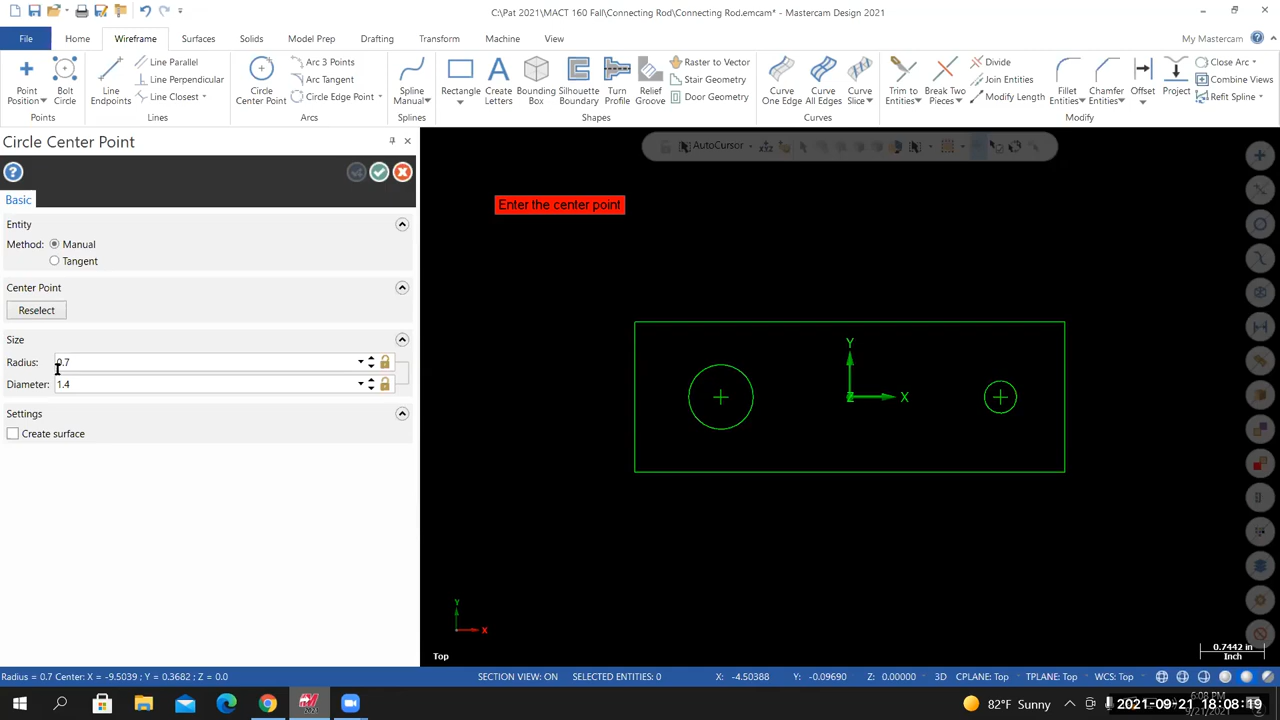 C:\Pat 2021\MACT 160 Fall\Connecting Rod\Connecting Rod.emcam* - Mastercam Design 2021
File Home Wireframe Surfaces Solids Model Prep Drafting Transform Machine View My Mastercam
Point Position
Bolt Circle
Points
Line Endpoints
Line Parallel
Line Perpendicular
Line Closest
Lines
Circle Center Point
Arc 3 Points
Arc Tangent
Circle Edge Point
Arcs
Spline Manual
Splines
Rectangle
Create Letters
Bounding Box
Silhouette Boundary
Turn Profile
Relief Groove
Raster to Vector
Stair Geometry
Door Geometry
Shapes
Curve One Edge
Curve All Edges
Curve Slice
Curves
Trim to Entities
Break Two Pieces
Divide
Join Entities
Modify Length
Fillet Entities
Chamfer Entities
Offset
Project
Close Arc
Combine Views
Refit Spline
Modify
Circle Center Point
Basic
Entity
Method: Manual
Tangent
Center Point
Reselect
Size
Radius: 0.7
Diameter: 1.4
Settings
Create surface
AutoCursor
Enter the center point
Y
Z X
Y
X
Top
0.7442 in
Inch
Radius = 0.7 Center: X = -9.5039; Y = 0.3682; Z = 0.0 SECTION VIEW: ON SELECTED ENTITIES: 0 X: -4.50388 Y: -0.09690 Z: 0.00000 3D CPLANE: Top TPLANE: Top WCS: Top
82°F Sunny
6:08 PM
2021-09-21 18:08:19
9/21/2021